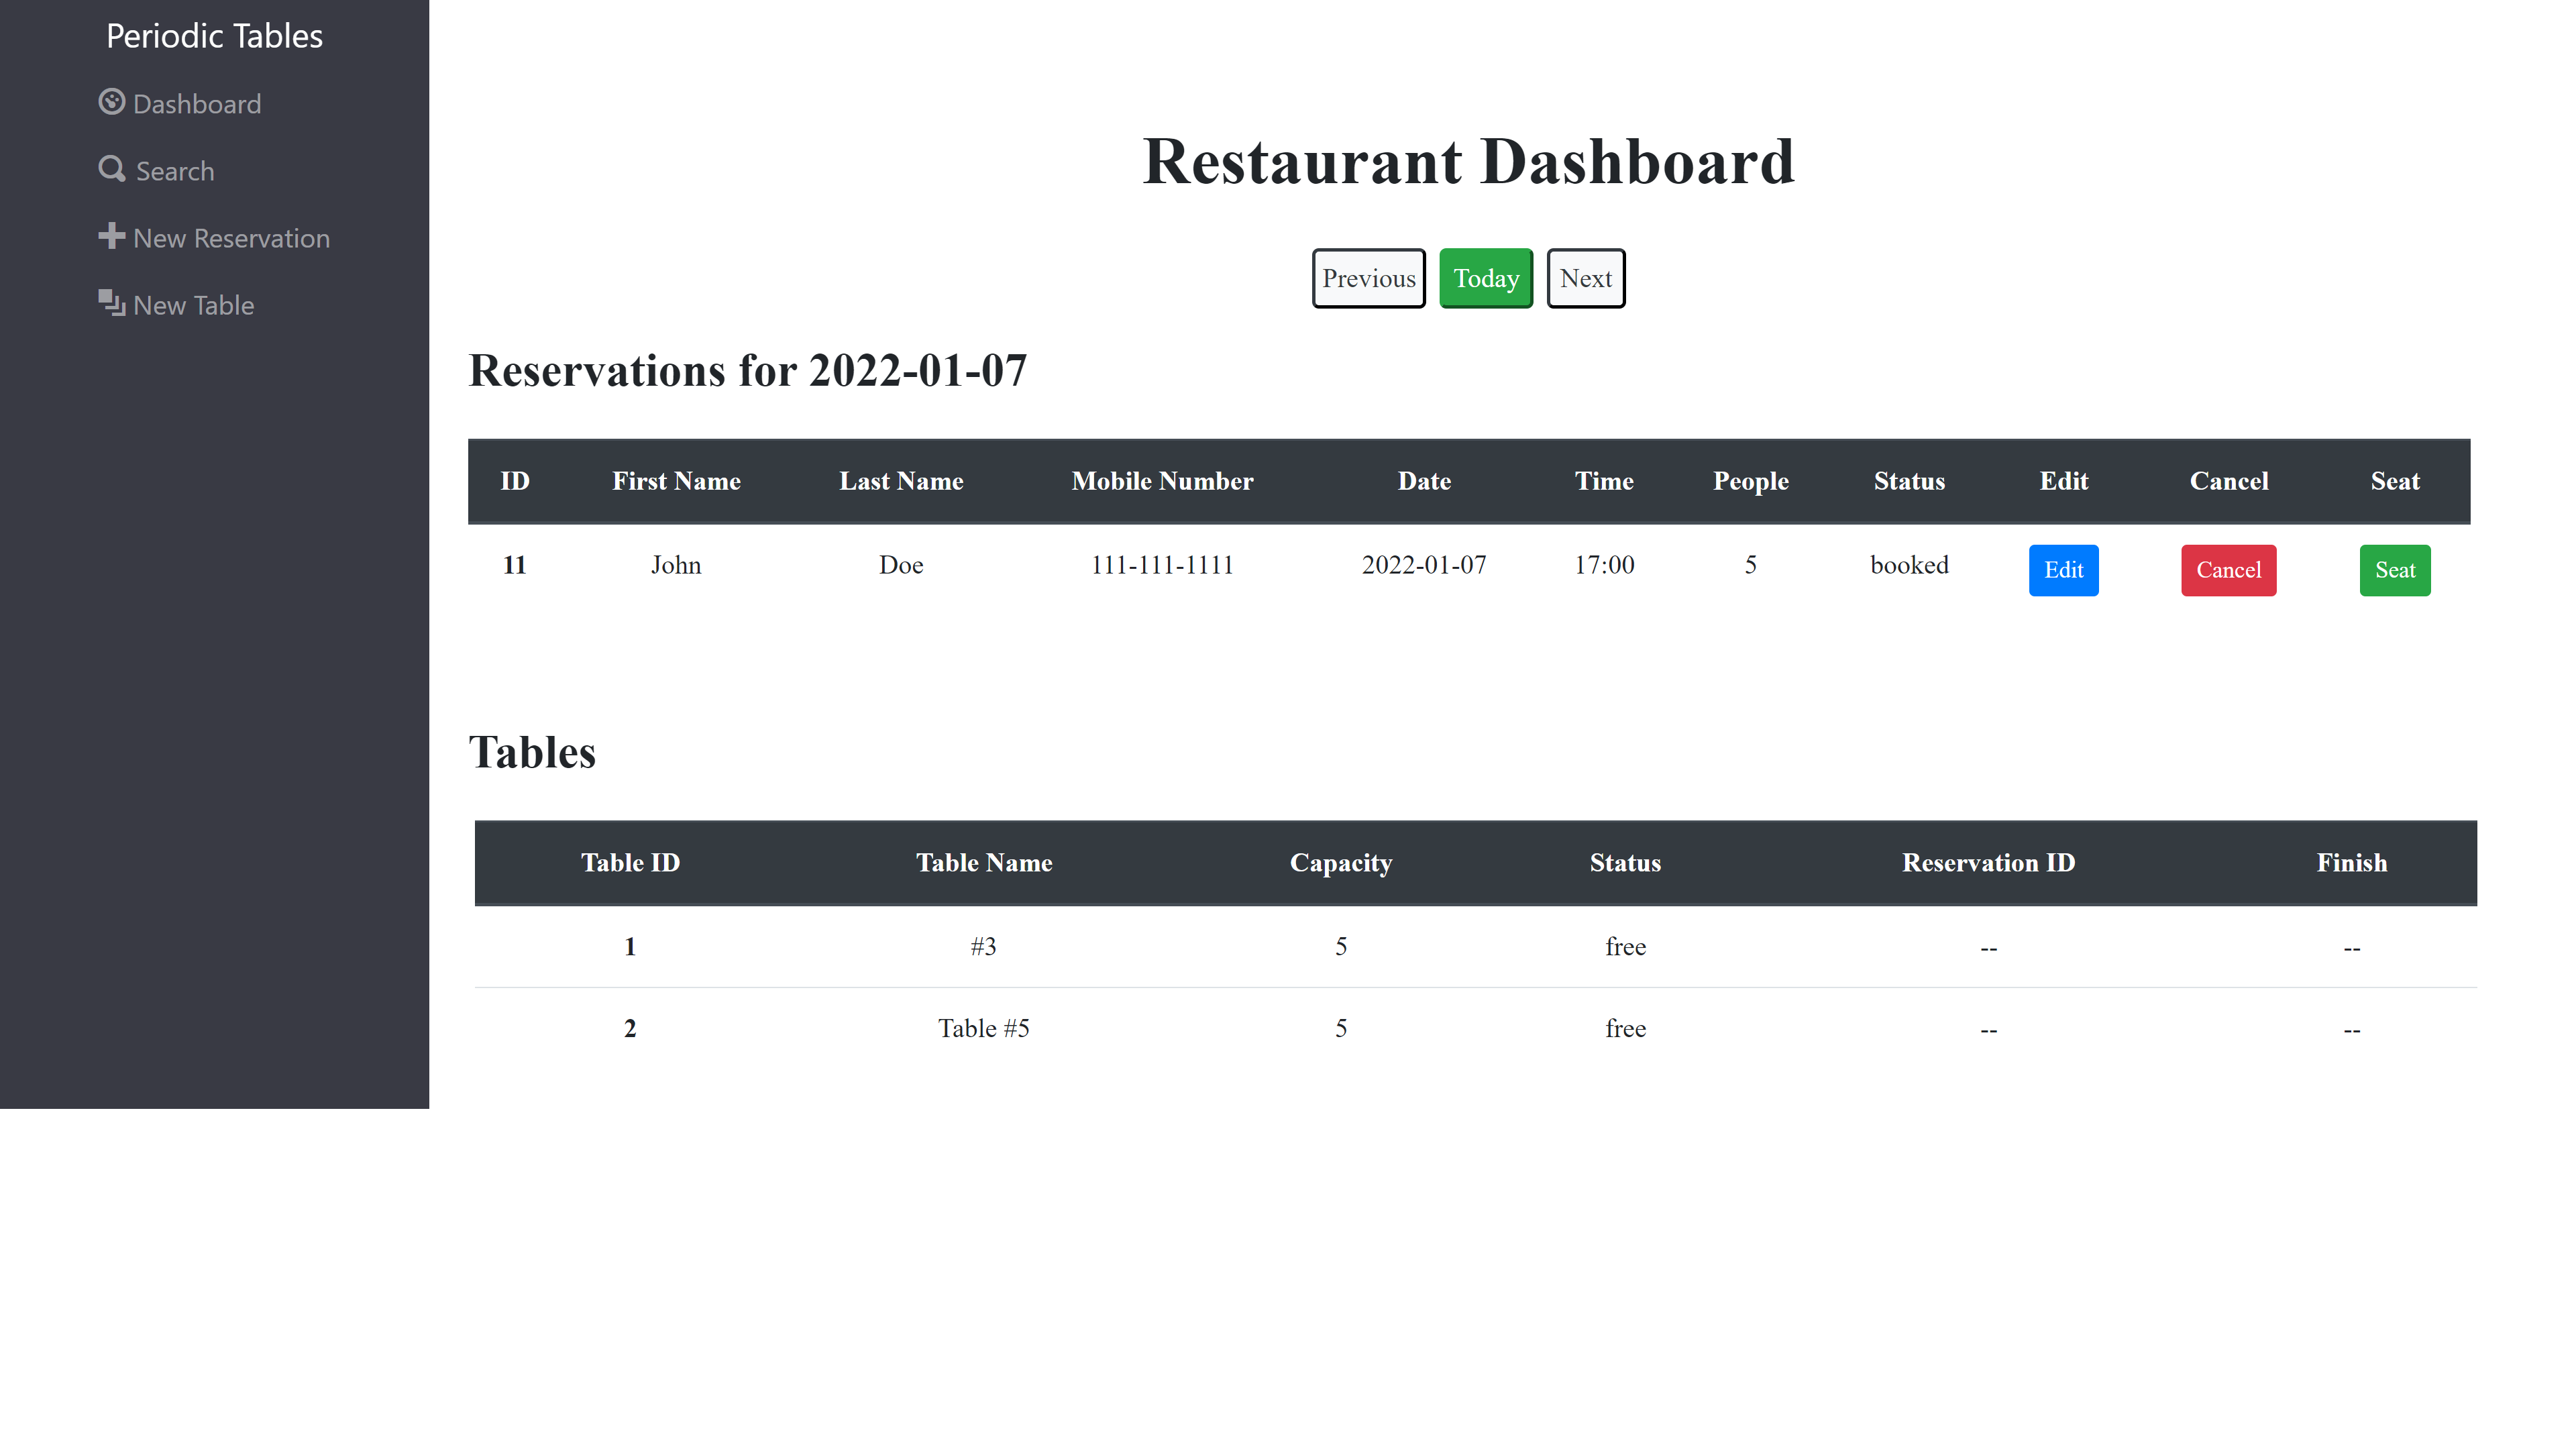 Periodic Tables
Dashboard
Search
New Reservation
New Table
Restaurant Dashboard
Previous Today Next
Reservations for 2022-01-07
ID First Name Last Name Mobile Number Date Time People Status Edit Cancel Seat
11 John Doe 111-111-1111 2022-01-07 17:00 5 booked Edit Cancel Seat
Tables
Table ID Table Name Capacity Status Reservation ID Finish
1 #3 5 free -- --
2 Table #5 5 free -- --